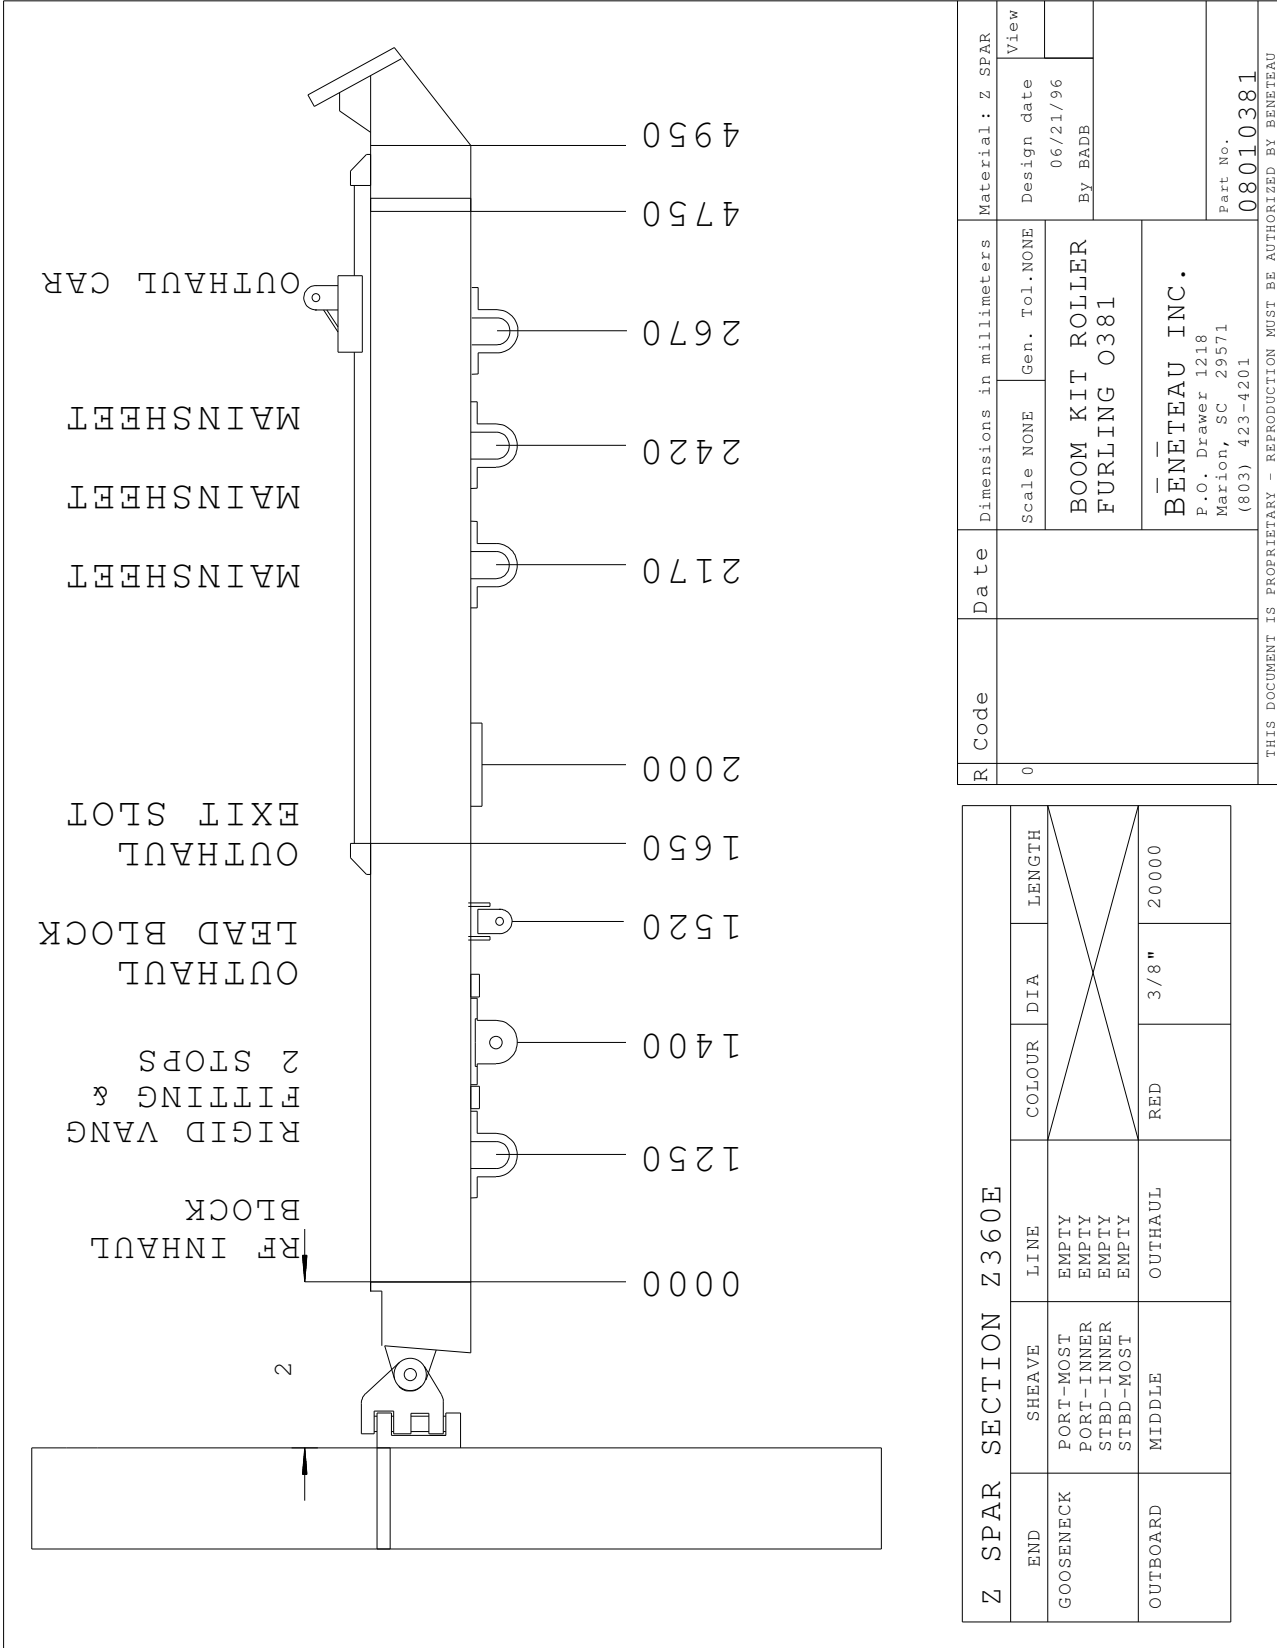 4950
4750
2670
2420
2170
2000
1650
1520
1400
1250
0000
OUTHAUL CAR
MAINSHEET
MAINSHEET
MAINSHEET
OUTHAUL
EXIT SLOT
OUTHAUL
LEAD BLOCK
RIGID VANG
FITTING &
2 STOPS
RF INHAUL
BLOCK
2
Z SPAR SECTION Z360E
END SHEAVE LINE COLOUR DIA LENGTH
GOOSENECK PORT-MOST EMPTY
PORT-INNER EMPTY
STBD-INNER EMPTY
STBD-MOST EMPTY
OUTBOARD MIDDLE OUTHAUL RED 3/8" 20000
R Code Date Dimensions in millimeters Material: Z SPAR
0 Scale NONE Gen. Tol.NONE Design date View
06/21/96
By BADB
BOOM KIT ROLLER
FURLING O381
BENETEAU INC.
P.O. Drawer 1218
Marion, SC 29571
(803) 423-4201
Part No.
08010381
THIS DOCUMENT IS PROPRIETARY - REPRODUCTION MUST BE AUTHORIZED BY BENETEAU